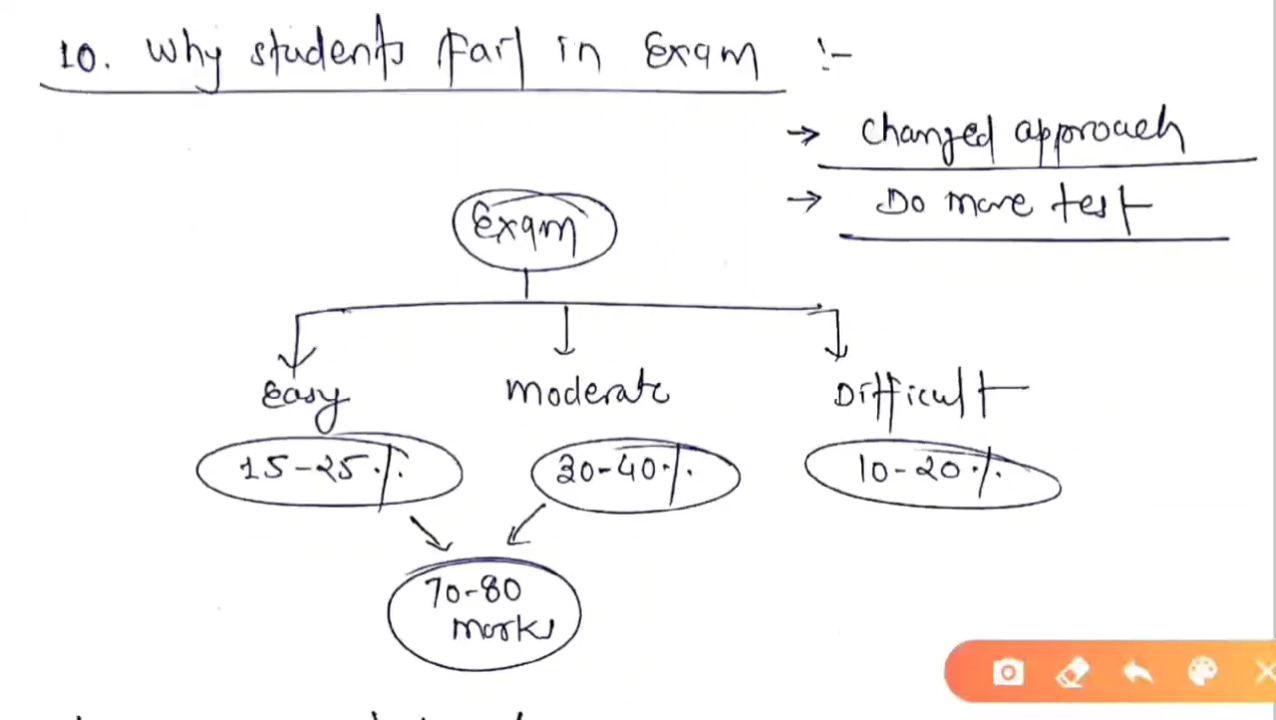 10. Why students Fail in Exam :-
→ Changed approach
→ Do more test
Exam
Easy
Moderate
Difficult
15-25%
30-40%
10-20%
70-80
marks